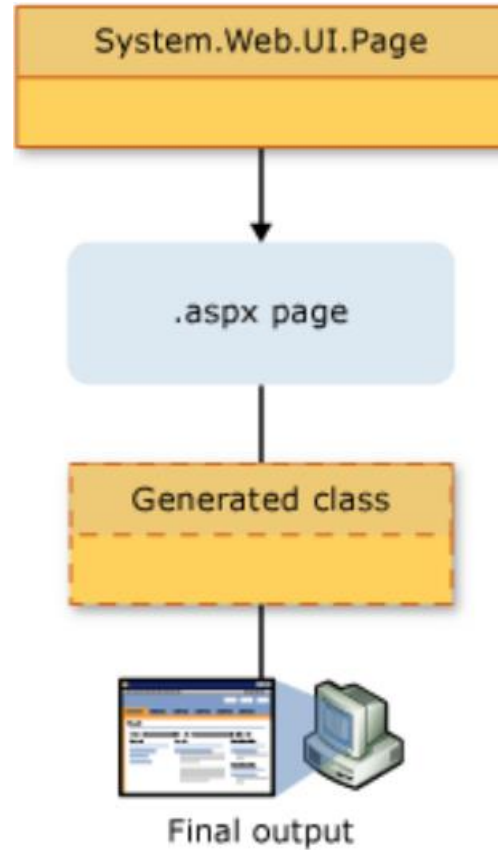 System.Web.UI.Page
.aspx page
Generated class
Final output